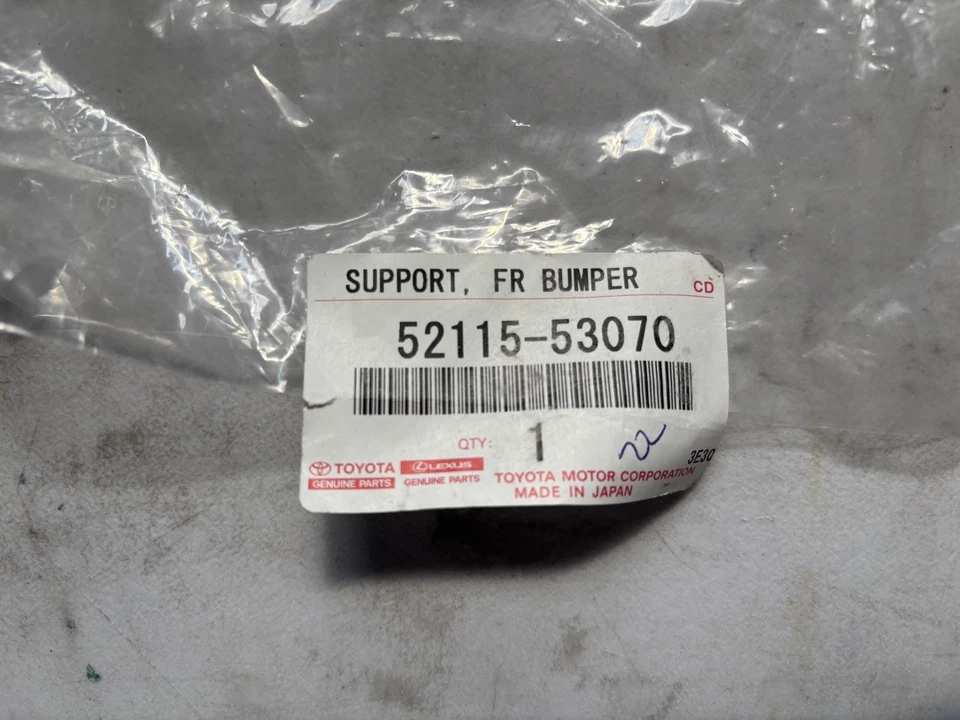 SUPPORT, FR BUMPER
CD
52115-53070
QTY: 1
3E30
TOYOTA LEXUS TOYOTA MOTOR CORPORATION
GENUINE PARTS GENUINE PARTS MADE IN JAPAN